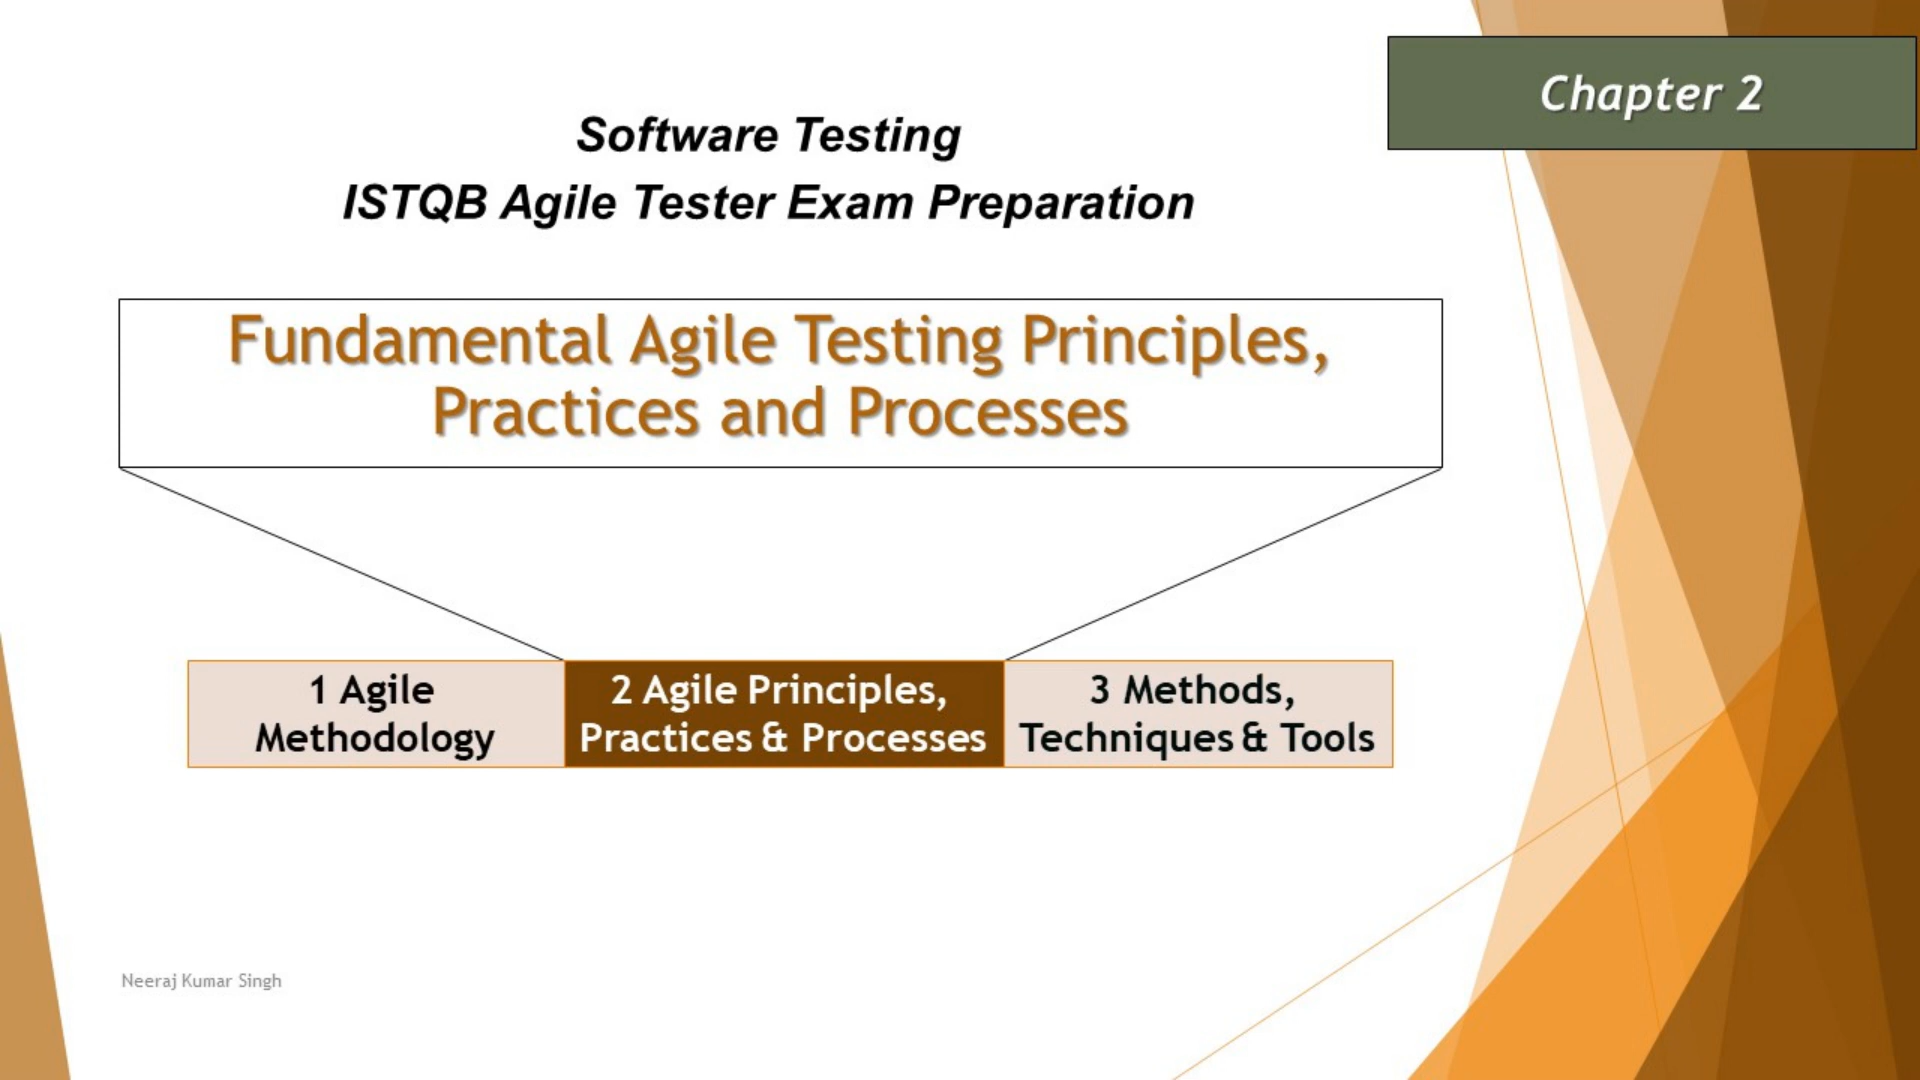 Chapter 2
Software Testing
ISTQB Agile Tester Exam Preparation
Fundamental Agile Testing Principles,
Practices and Processes
1 Agile
Methodology
2 Agile Principles,
Practices & Processes
3 Methods,
Techniques & Tools
Neeraj Kumar Singh